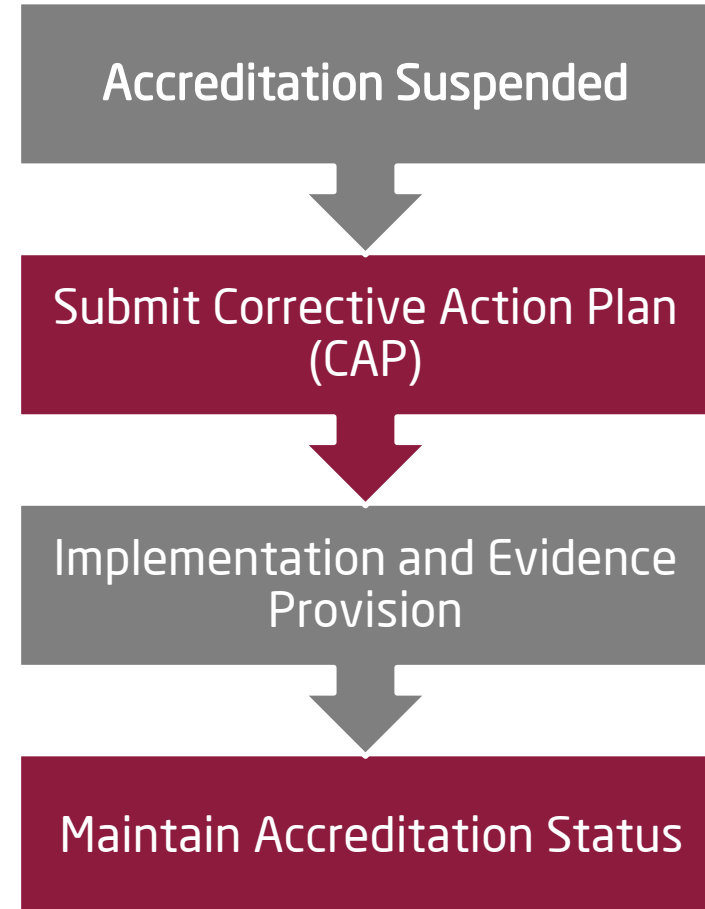 Accreditation Suspended
Submit Corrective Action Plan
(CAP)
Implementation and Evidence
Provision
Maintain Accreditation Status